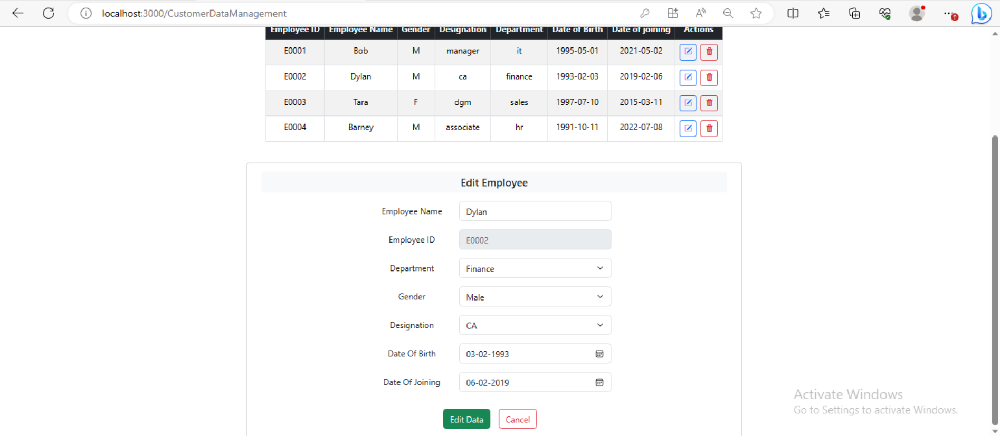 localhost:3000/CustomerDataManagement
Employee ID Employee Name Gender Designation Department Date of Birth Date of Joining Actions
E0001 Bob M manager it 1995-05-01 2021-05-02
E0002 Dylan M ca finance 1993-02-03 2019-02-06
E0003 Tara F dgm sales 1997-07-10 2015-03-11
E0004 Barney M associate hr 1991-10-11 2022-07-08
Edit Employee
Employee Name Dylan
Employee ID E0002
Department Finance
Gender Male
Designation CA
Date Of Birth 03-02-1993
Date Of Joining 06-02-2019
Edit Data Cancel
Activate Windows
Go to Settings to activate Windows.